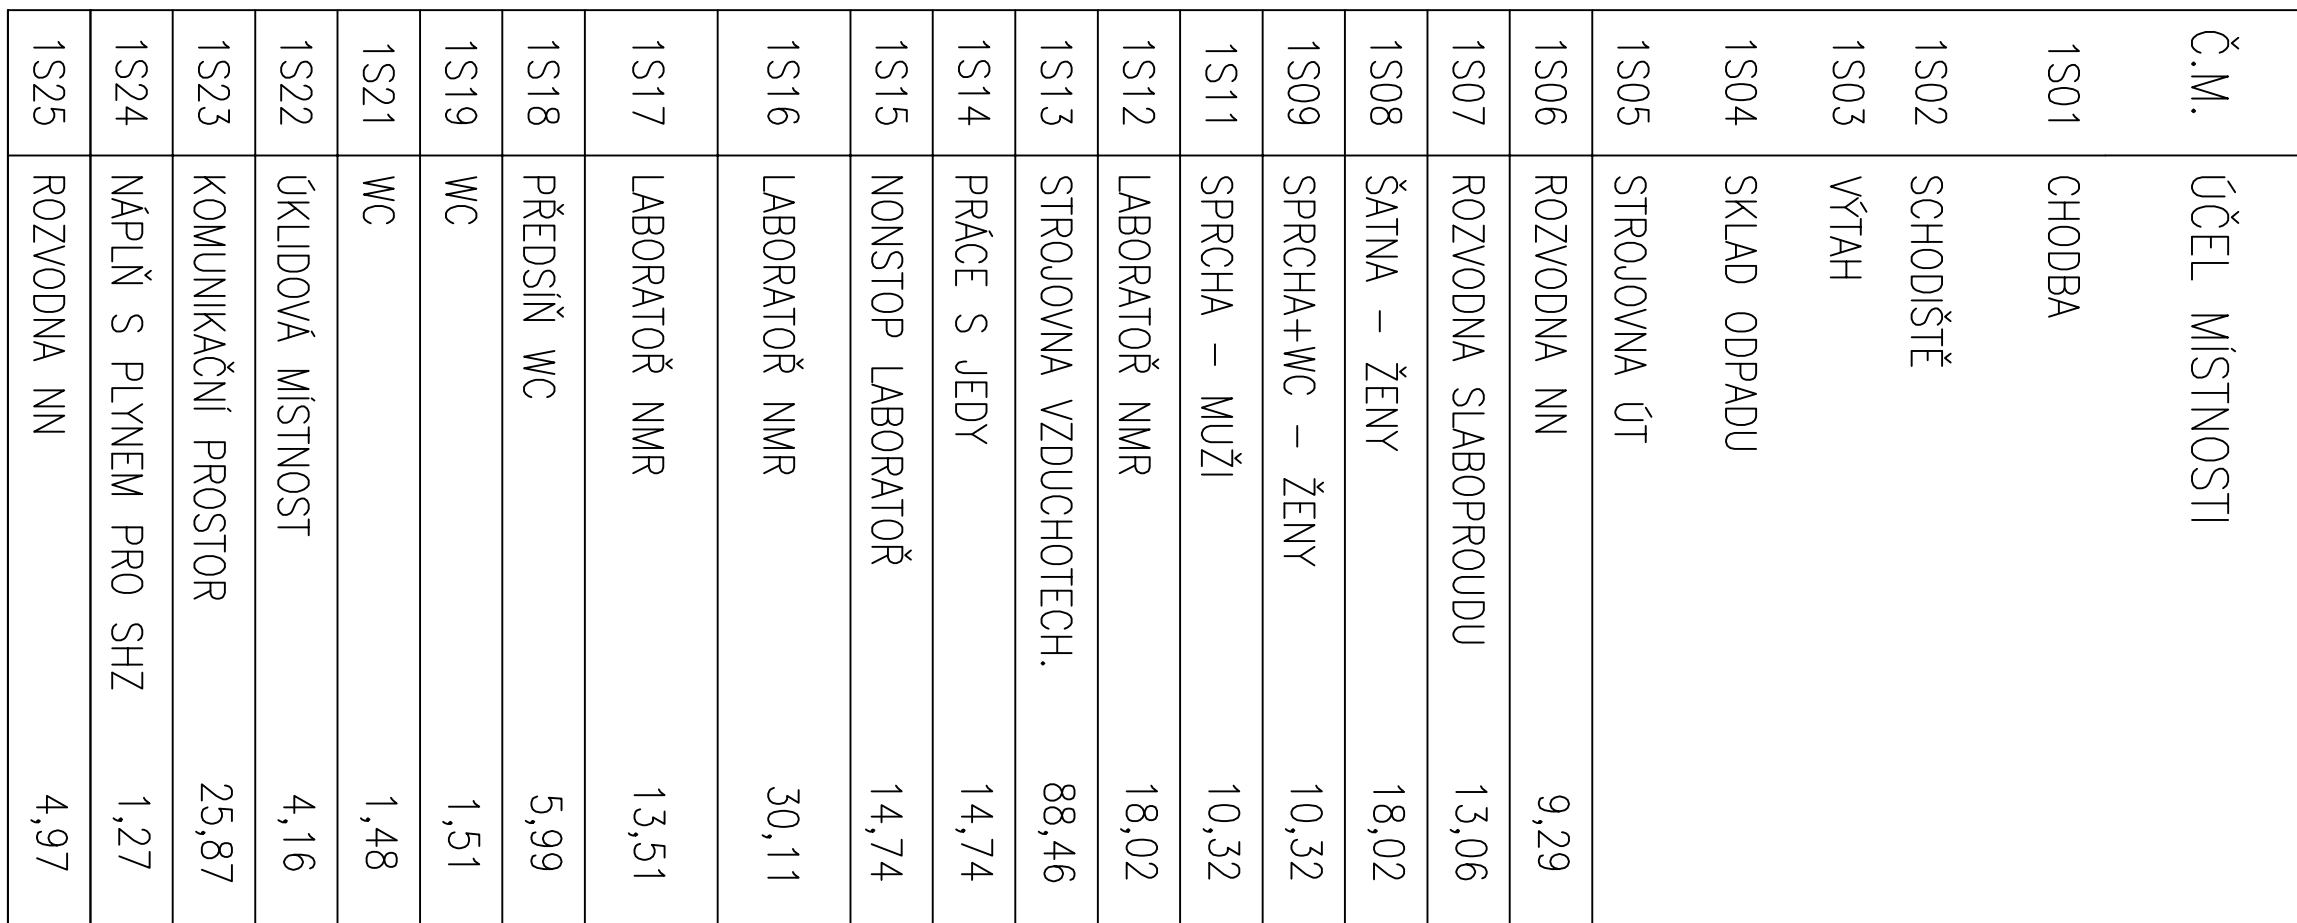 Č.M. ÚČEL MÍSTNOSTI
1S01 CHODBA
1S02 SCHODIŠTĚ
1S03 VÝTAH
1S04 SKLAD ODPADU
1S05 STROJOVNA ÚT
1S06 ROZVODNA NN 9,29
1S07 ROZVODNA SLABOPROUDU 13,06
1S08 ŠATNA - ŽENY 18,02
1S09 SPRCHA+WC - ŽENY 10,32
1S11 SPRCHA - MUŽI 10,32
1S12 LABORATOŘ NMR 18,02
1S13 STROJOVNA VZDUCHOTECH. 88,46
1S14 PRÁCE S JEDY 14,74
1S15 NONSTOP LABORATOŘ 14,74
1S16 LABORATOŘ NMR 30,11
1S17 LABORATOŘ NMR 13,51
1S18 PŘEDSÍŇ WC 5,99
1S19 WC 1,51
1S21 WC 1,48
1S22 ÚKLIDOVÁ MÍSTNOST 4,16
1S23 KOMUNIKAČNÍ PROSTOR 25,87
1S24 NÁPLŇ S PLYNEM PRO SHZ 1,27
1S25 ROZVODNA NN 4,97